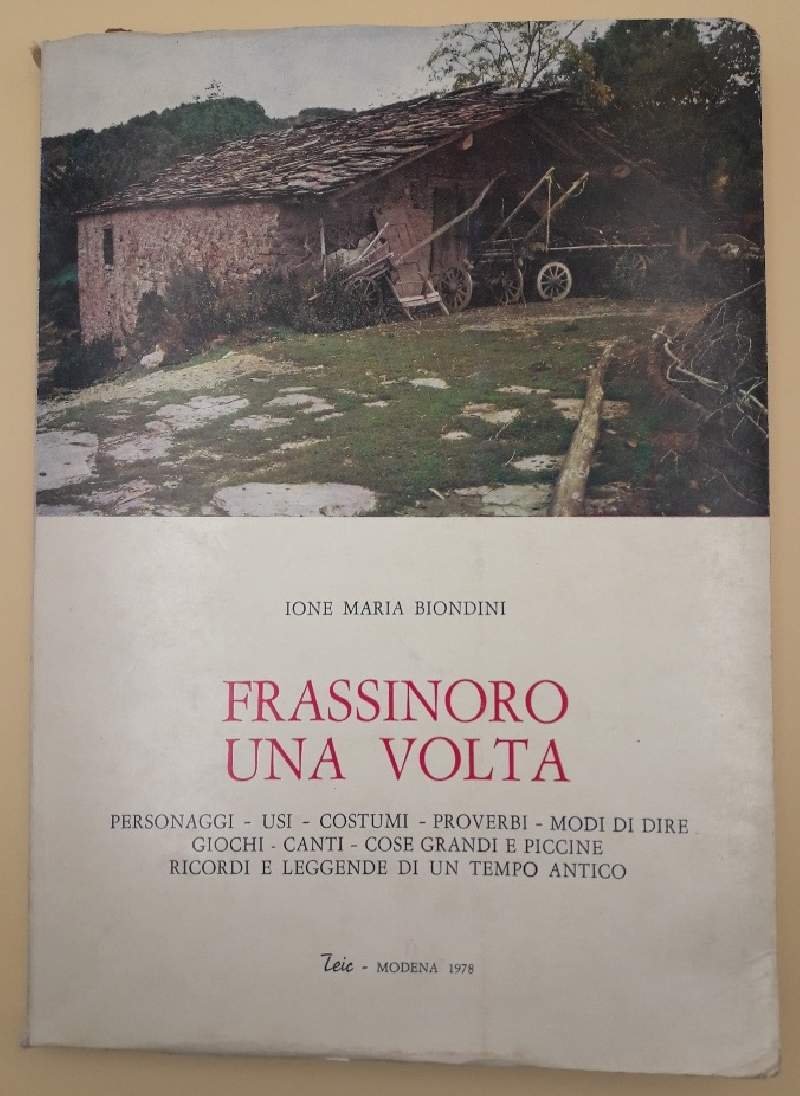 IONE MARIA BIONDINI
FRASSINORO
UNA VOLTA
PERSONAGGI - USI - COSTUMI - PROVERBI - MODI DI DIRE
GIOCHI - CANTI - COSE GRANDI E PICCINE
RICORDI E LEGGENDE DI UN TEMPO ANTICO
Teic - MODENA 1978